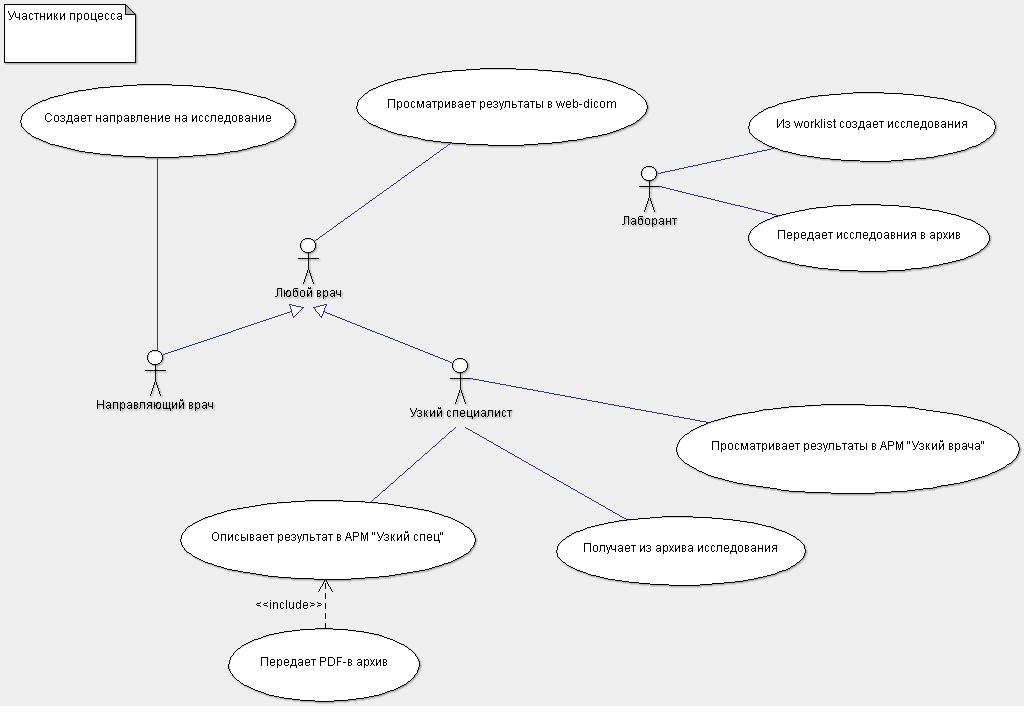 Участники процесса
Создает направление на исследование
Просматривает результаты в web-dicom
Из worklist создает исследования
Лаборант
Передает исследоавния в архив
Любой врач
Направляющий врач
Узкий специалист
Просматривает результаты в АРМ "Узкий врача"
Описывает результат в АРМ "Узкий спец"
Получает из архива исследования
<<include>>
Передает PDF-в архив